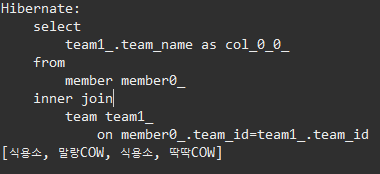 Hibernate:
    select
        team1_.team_name as col_0_0_
    from
        member member0_
    inner join
        team team1_
            on member0_.team_id=team1_.team_id
[식용소, 말랑COW, 식용소, 딱딱COW]